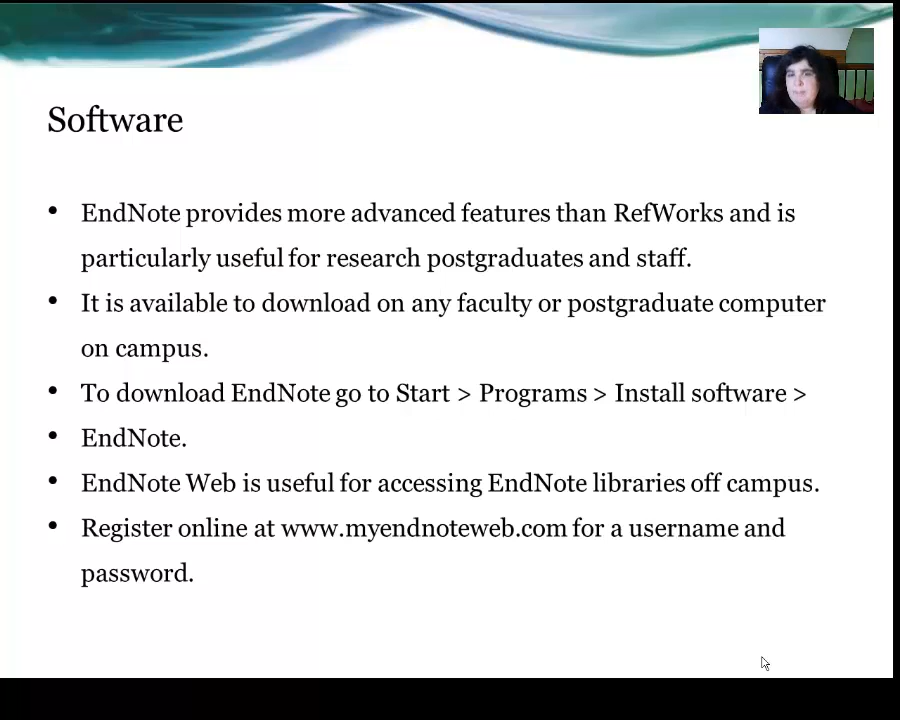 Software
• EndNote provides more advanced features than RefWorks and is
particularly useful for research postgraduates and staff.
• It is available to download on any faculty or postgraduate computer
on campus.
• To download EndNote go to Start > Programs > Install software >
• EndNote.
• EndNote Web is useful for accessing EndNote libraries off campus.
• Register online at www.myendnoteweb.com for a username and
password.